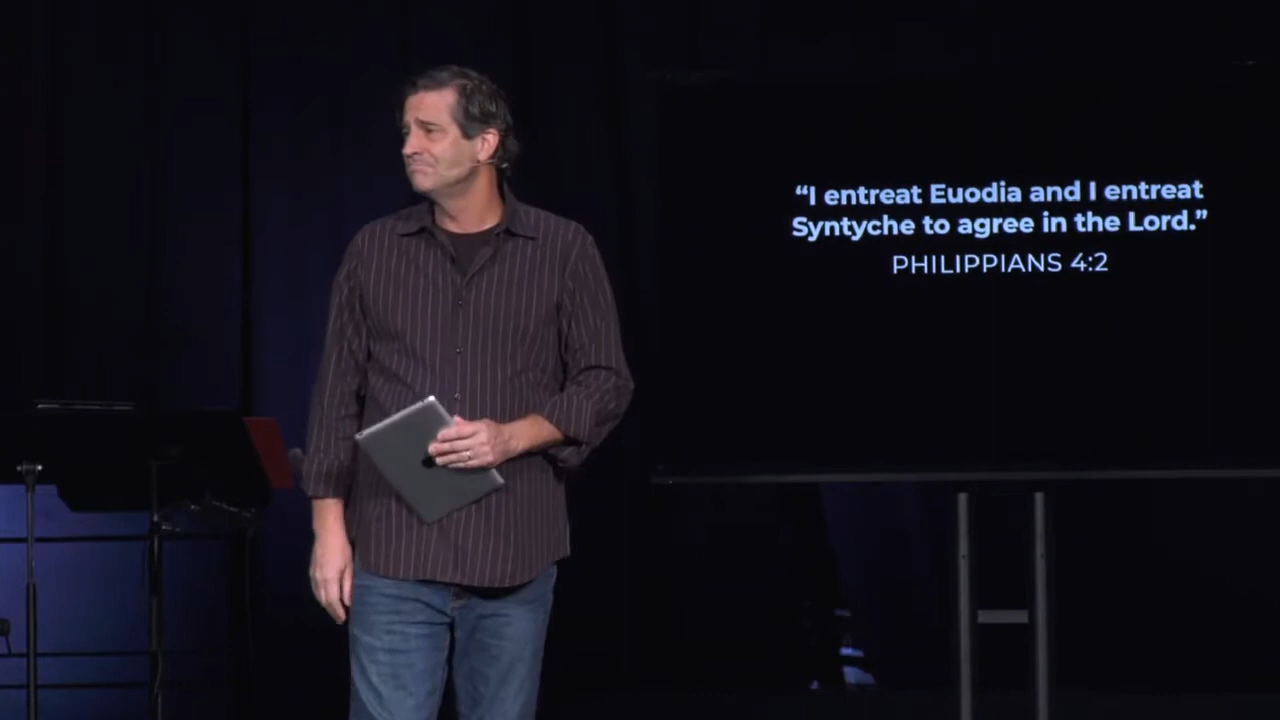 “I entreat Euodia and I entreat
Syntyche to agree in the Lord.”
PHILIPPIANS 4:2